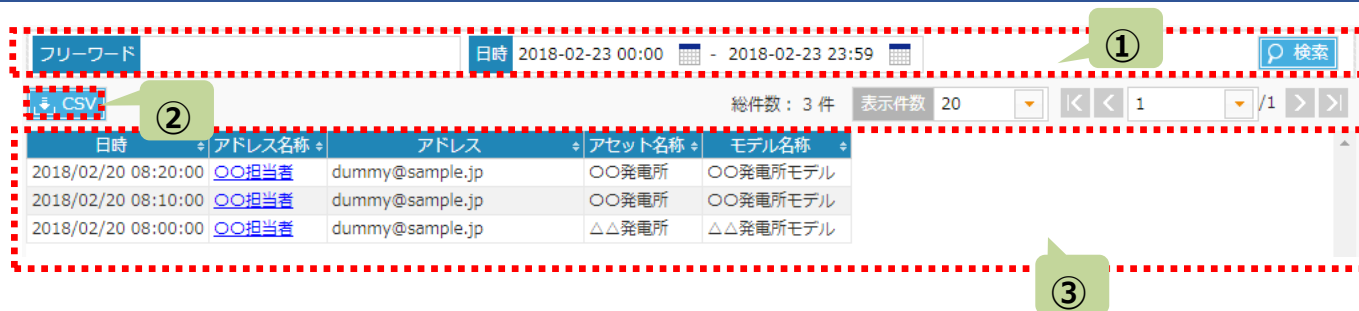 フリーワード 日時 2018-02-23 00:00 - 2018-02-23 23:59 ① 検索
CSV ② 総件数： 3 件 表示件数 20 1 /1
日時 アドレス名称 アドレス アセット名称 モデル名称
2018/02/20 08:20:00 〇〇担当者 dummy@sample.jp 〇〇発電所 〇〇発電所モデル
2018/02/20 08:10:00 〇〇担当者 dummy@sample.jp 〇〇発電所 〇〇発電所モデル
2018/02/20 08:00:00 〇〇担当者 dummy@sample.jp △△発電所 △△発電所モデル
③